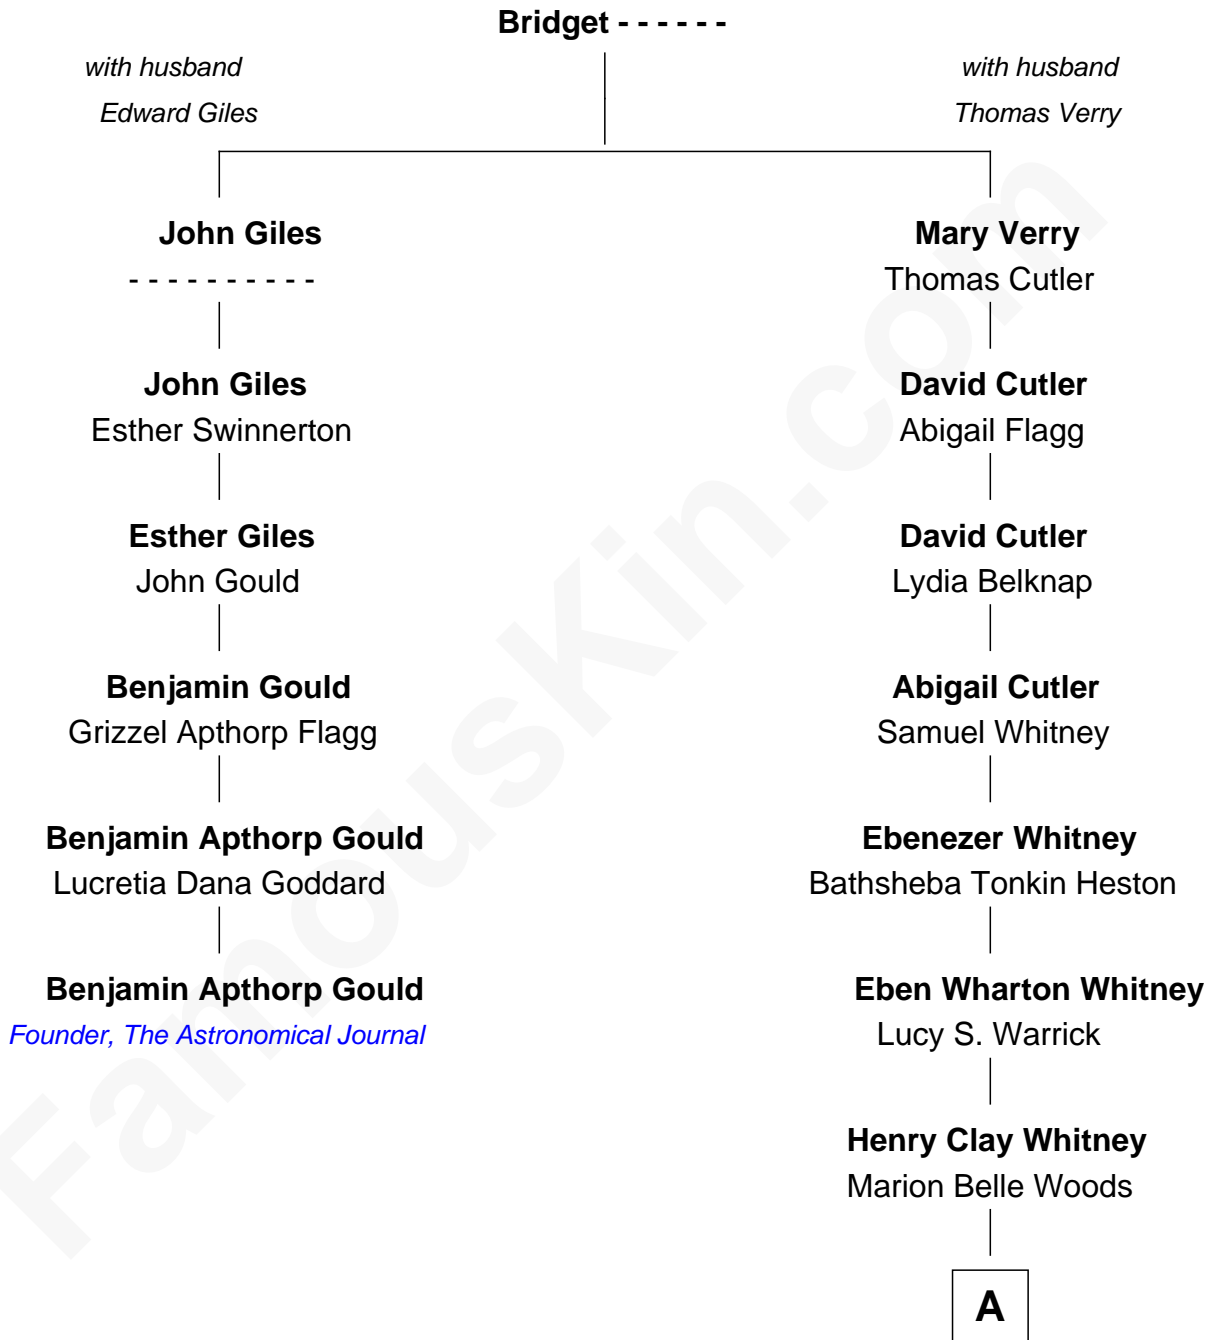 Bridget - - - - - -
with husband
Edward Giles
with husband
Thomas Verry
John Giles
- - - - - - - - - -
John Giles
Esther Swinnerton
Esther Giles
John Gould
Benjamin Gould
Grizzel Apthorp Flagg
Benjamin Apthorp Gould
Lucretia Dana Goddard
Benjamin Apthorp Gould
Founder, The Astronomical Journal
Mary Verry
Thomas Cutler
David Cutler
Abigail Flagg
David Cutler
Lydia Belknap
Abigail Cutler
Samuel Whitney
Ebenezer Whitney
Bathsheba Tonkin Heston
Eben Wharton Whitney
Lucy S. Warrick
Henry Clay Whitney
Marion Belle Woods
A
FamousKin.com